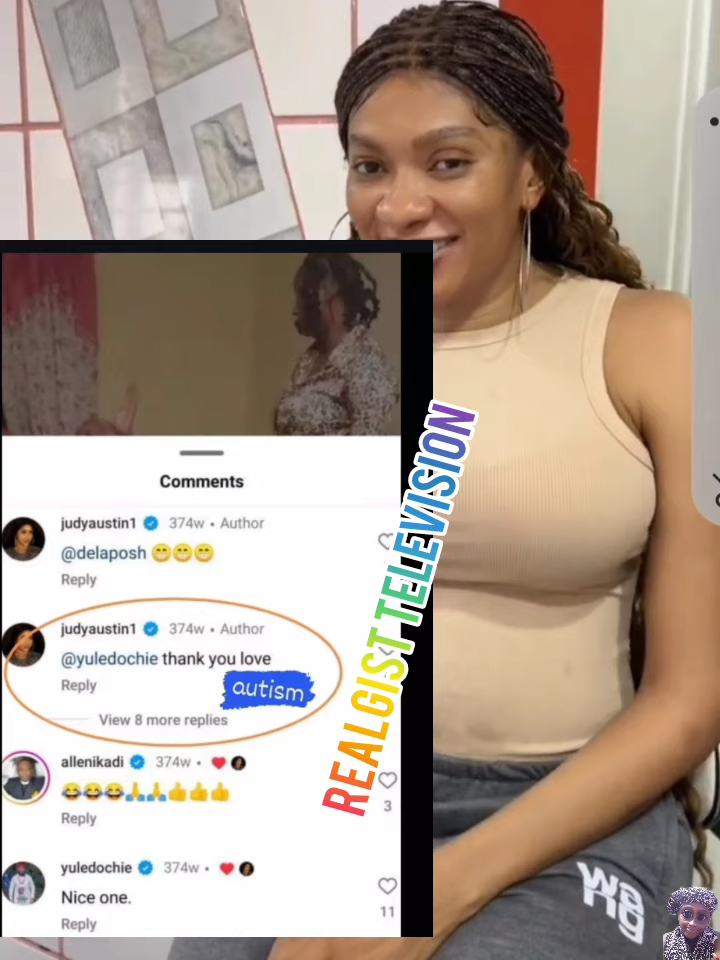 Comments
judyaustin1 374w • Author
@delaposh 😁😁😁
Reply
judyaustin1 374w • Author
@yuledochie thank you love
Reply
autism
View 8 more replies
allenikadi 374w •
😂😂😂🙏🙏👍👍👍
3
Reply
yuledochie 374w •
Nice one.
11
Reply
REALGIST TELEVISION